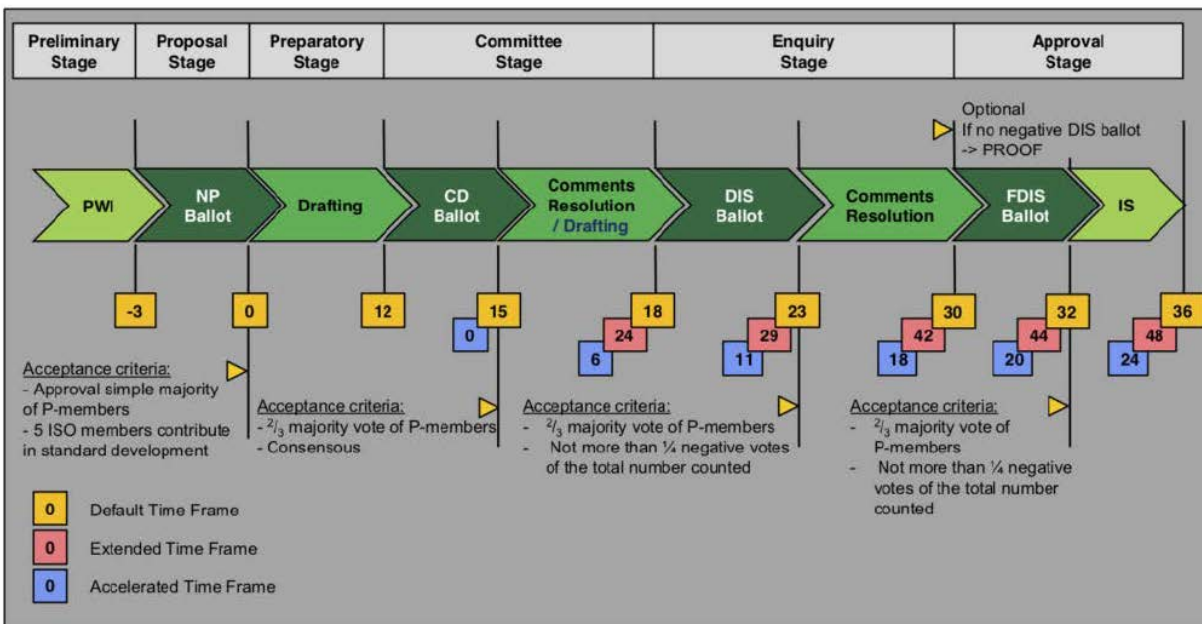 Preliminary
Stage
Proposal
Stage
Preparatory
Stage
Committee
Stage
Enquiry
Stage
Approval
Stage
Optional
If no negative DIS ballot
-> PROOF
PWI
NP
Ballot
Drafting
CD
Ballot
Comments
Resolution
/ Drafting
DIS
Ballot
Comments
Resolution
FDIS
Ballot
IS
-3
0
12
15
18
23
30
32
36
0
24
29
42
44
48
6
11
18
20
24
Acceptance criteria:
- Approval simple majority
of P-members
- 5 ISO members contribute
in standard development
Acceptance criteria:
- 2/3 majority vote of P-members
- Consensous
Acceptance criteria:
- 2/3 majority vote of P-members
- Not more than ¼ negative votes
of the total number counted
Acceptance criteria:
- 2/3 majority vote of
P-members
- Not more than ¼ negative
votes of the total number
counted
0 Default Time Frame
0 Extended Time Frame
0 Accelerated Time Frame